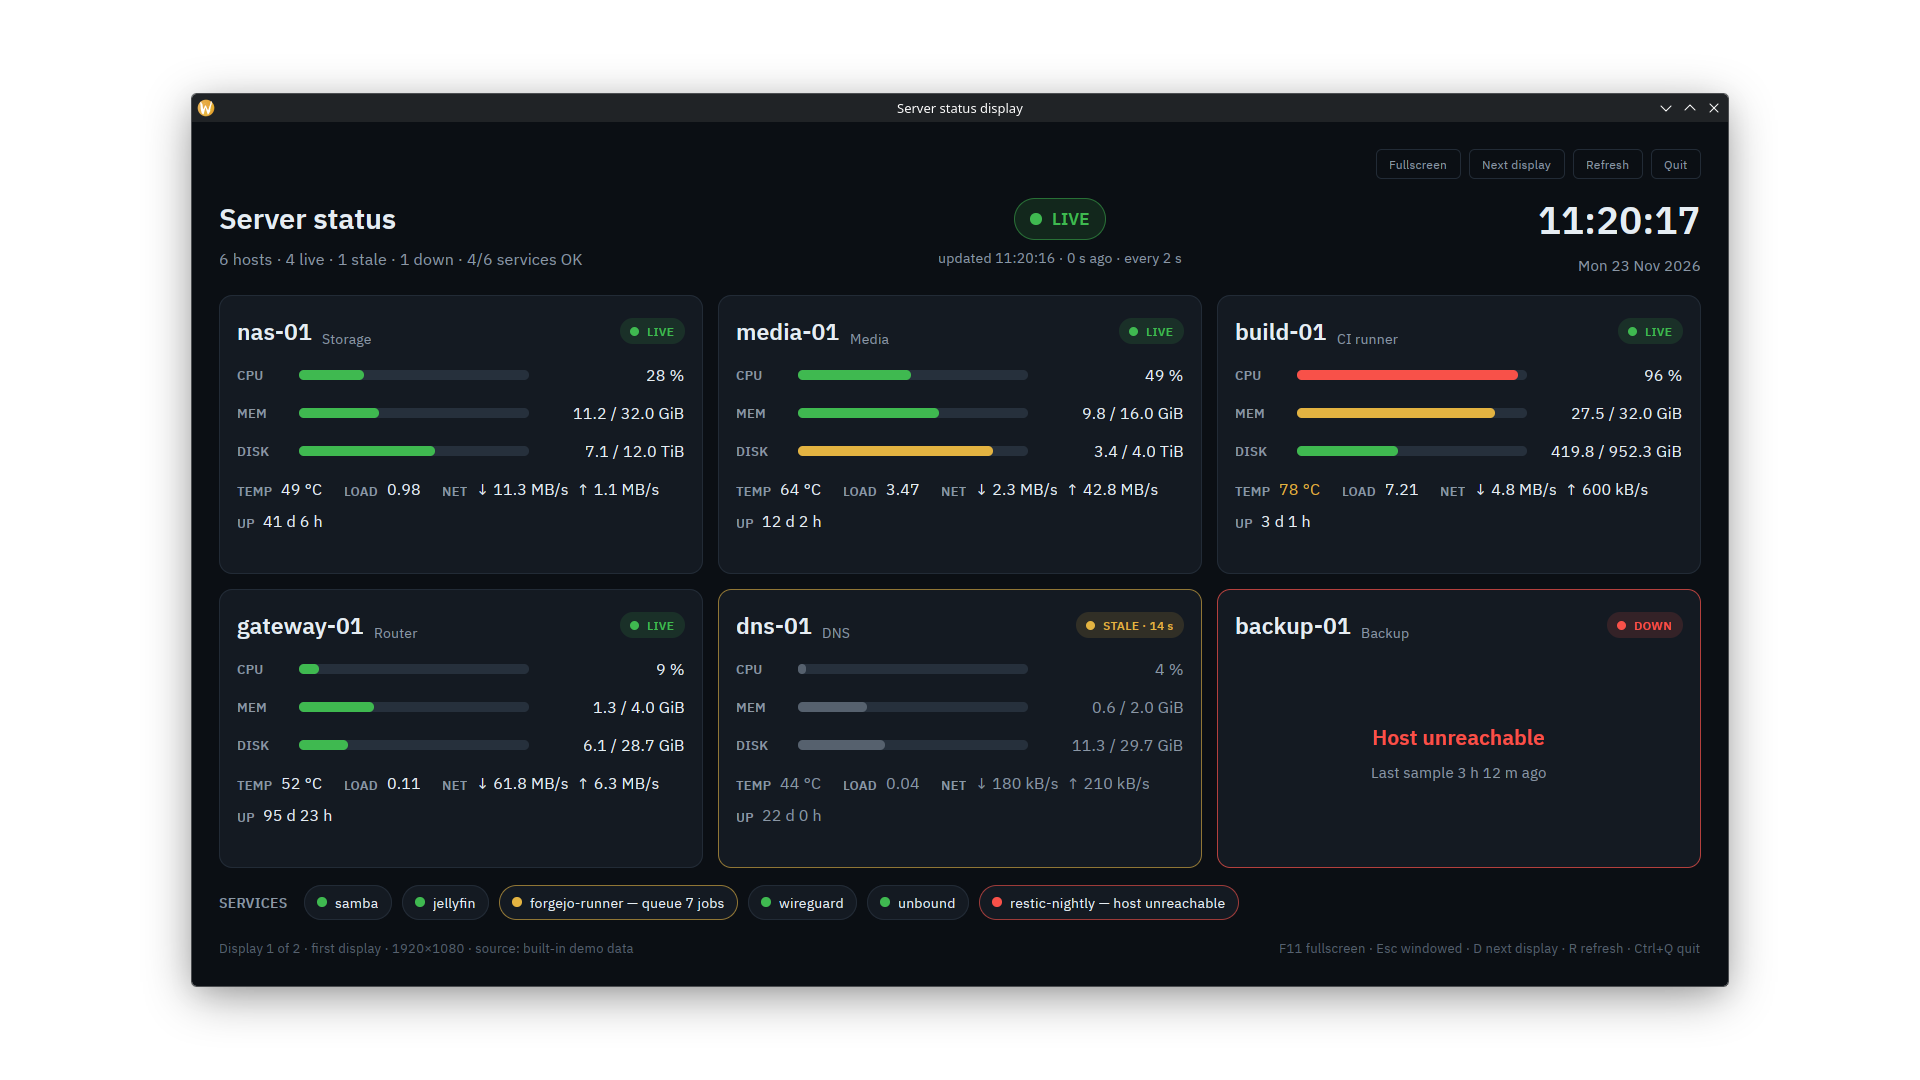 Server status display
Fullscreen Next display Refresh Quit
Server status
LIVE
11:20:17
6 hosts · 4 live · 1 stale · 1 down · 4/6 services OK
updated 11:20:16 · 0 s ago · every 2 s
Mon 23 Nov 2026
nas-01 Storage LIVE
CPU 28 %
MEM 11.2 / 32.0 GiB
DISK 7.1 / 12.0 TiB
TEMP 49 °C LOAD 0.98 NET ↓ 11.3 MB/s ↑ 1.1 MB/s
UP 41 d 6 h
media-01 Media LIVE
CPU 49 %
MEM 9.8 / 16.0 GiB
DISK 3.4 / 4.0 TiB
TEMP 64 °C LOAD 3.47 NET ↓ 2.3 MB/s ↑ 42.8 MB/s
UP 12 d 2 h
build-01 CI runner LIVE
CPU 96 %
MEM 27.5 / 32.0 GiB
DISK 419.8 / 952.3 GiB
TEMP 78 °C LOAD 7.21 NET ↓ 4.8 MB/s ↑ 600 kB/s
UP 3 d 1 h
gateway-01 Router LIVE
CPU 9 %
MEM 1.3 / 4.0 GiB
DISK 6.1 / 28.7 GiB
TEMP 52 °C LOAD 0.11 NET ↓ 61.8 MB/s ↑ 6.3 MB/s
UP 95 d 23 h
dns-01 DNS STALE · 14 s
CPU 4 %
MEM 0.6 / 2.0 GiB
DISK 11.3 / 29.7 GiB
TEMP 44 °C LOAD 0.04 NET ↓ 180 kB/s ↑ 210 kB/s
UP 22 d 0 h
backup-01 Backup DOWN
Host unreachable
Last sample 3 h 12 m ago
SERVICES samba jellyfin forgejo-runner — queue 7 jobs wireguard unbound restic-nightly — host unreachable
Display 1 of 2 · first display · 1920×1080 · source: built-in demo data
F11 fullscreen · Esc windowed · D next display · R refresh · Ctrl+Q quit